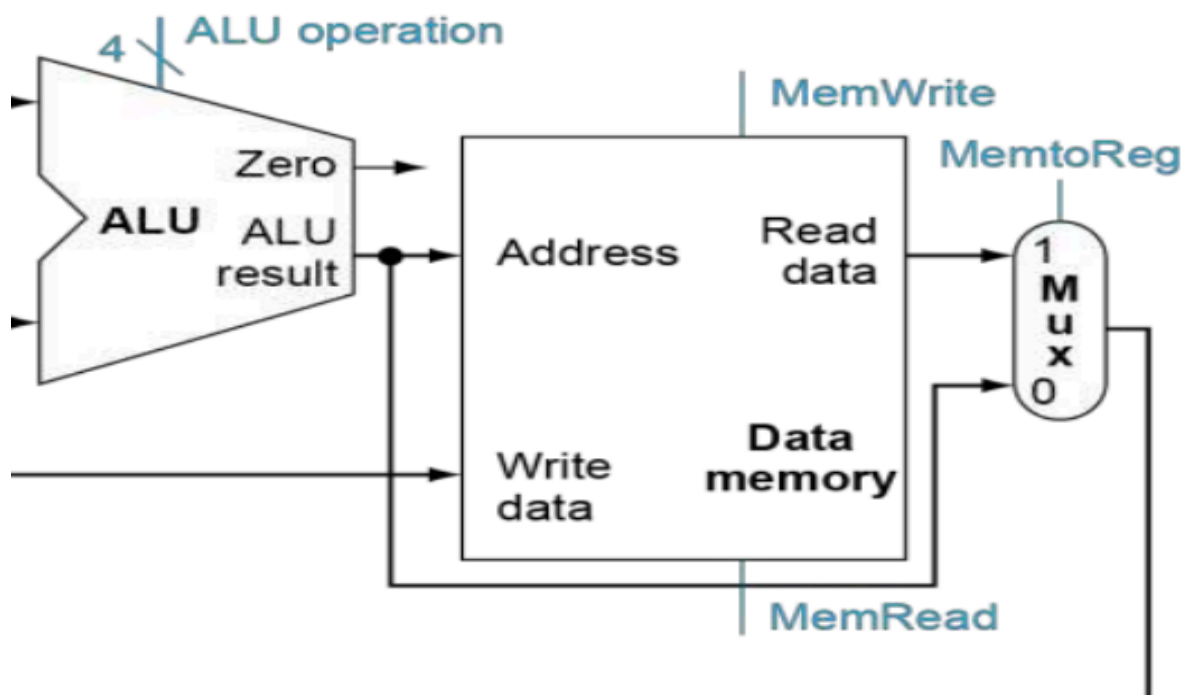 4
ALU operation
MemWrite
MemtoReg
Zero
ALU
ALU
result
Address
Read
data
1
M
u
x
0
Data
memory
Write
data
MemRead